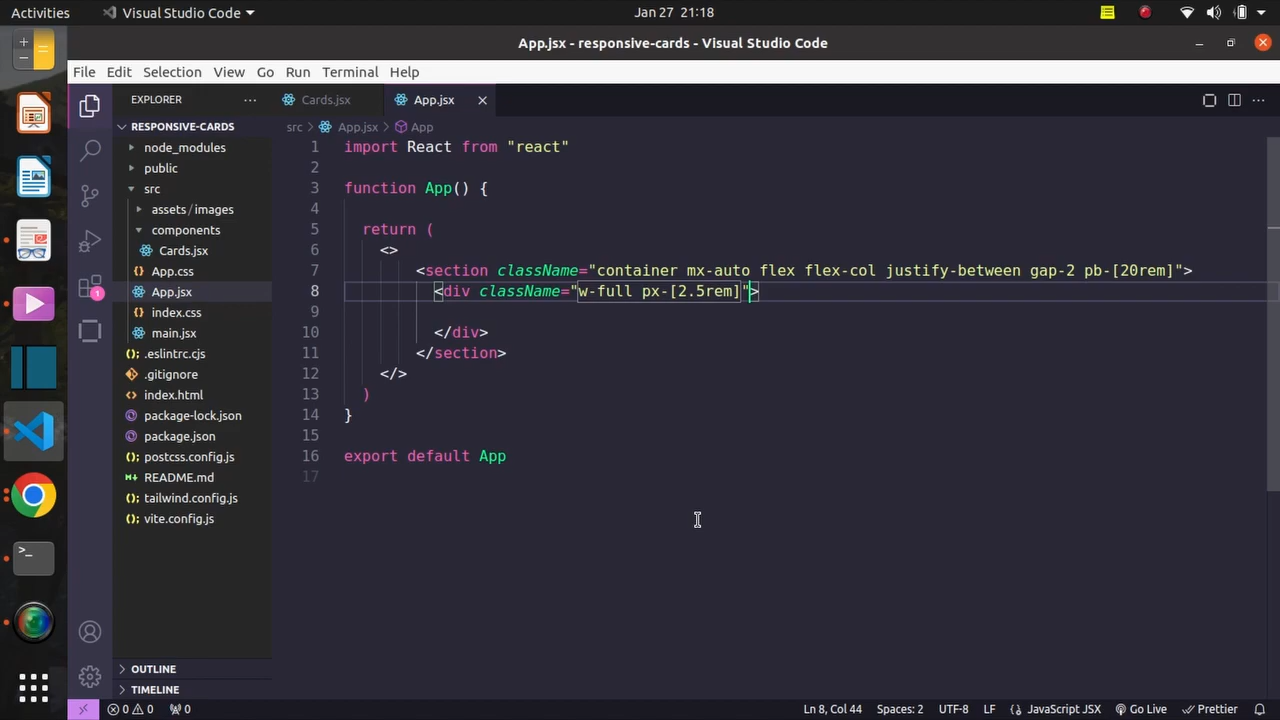 Activities Visual Studio Code Jan 27 21:18
App.jsx - responsive-cards - Visual Studio Code
File Edit Selection View Go Run Terminal Help
EXPLORER ··· Cards.jsx App.jsx
RESPONSIVE-CARDS
node_modules
public
src
assets/images
components
Cards.jsx
App.css
App.jsx
index.css
main.jsx
.eslintrc.cjs
.gitignore
index.html
package-lock.json
package.json
postcss.config.js
README.md
tailwind.config.js
vite.config.js
OUTLINE
TIMELINE
1
src > App.jsx > App
1 import React from "react"
2
3 function App() {
4
5 return (
6 <>
7 <section className="container mx-auto flex flex-col justify-between gap-2 pb-[20rem]">
8 <div className="w-full px-[2.5rem]">
9
10 </div>
11 </section>
12 </>
13 )
14 }
15
16 export default App
17
0 0 0 Ln 8, Col 44 Spaces: 2 UTF-8 LF JavaScript JSX Go Live Prettier